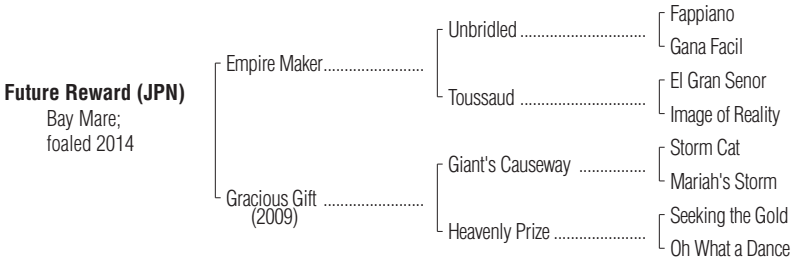 Future Reward (JPN)
Bay Mare;
foaled 2014
Empire Maker........................
Gracious Gift ........................
(2009)
Unbridled ..............................
Toussaud ..............................
Giant's Causeway ................
Heavenly Prize ......................
Fappiano
Gana Facil
El Gran Senor
Image of Reality
Storm Cat
Mariah's Storm
Seeking the Gold
Oh What a Dance